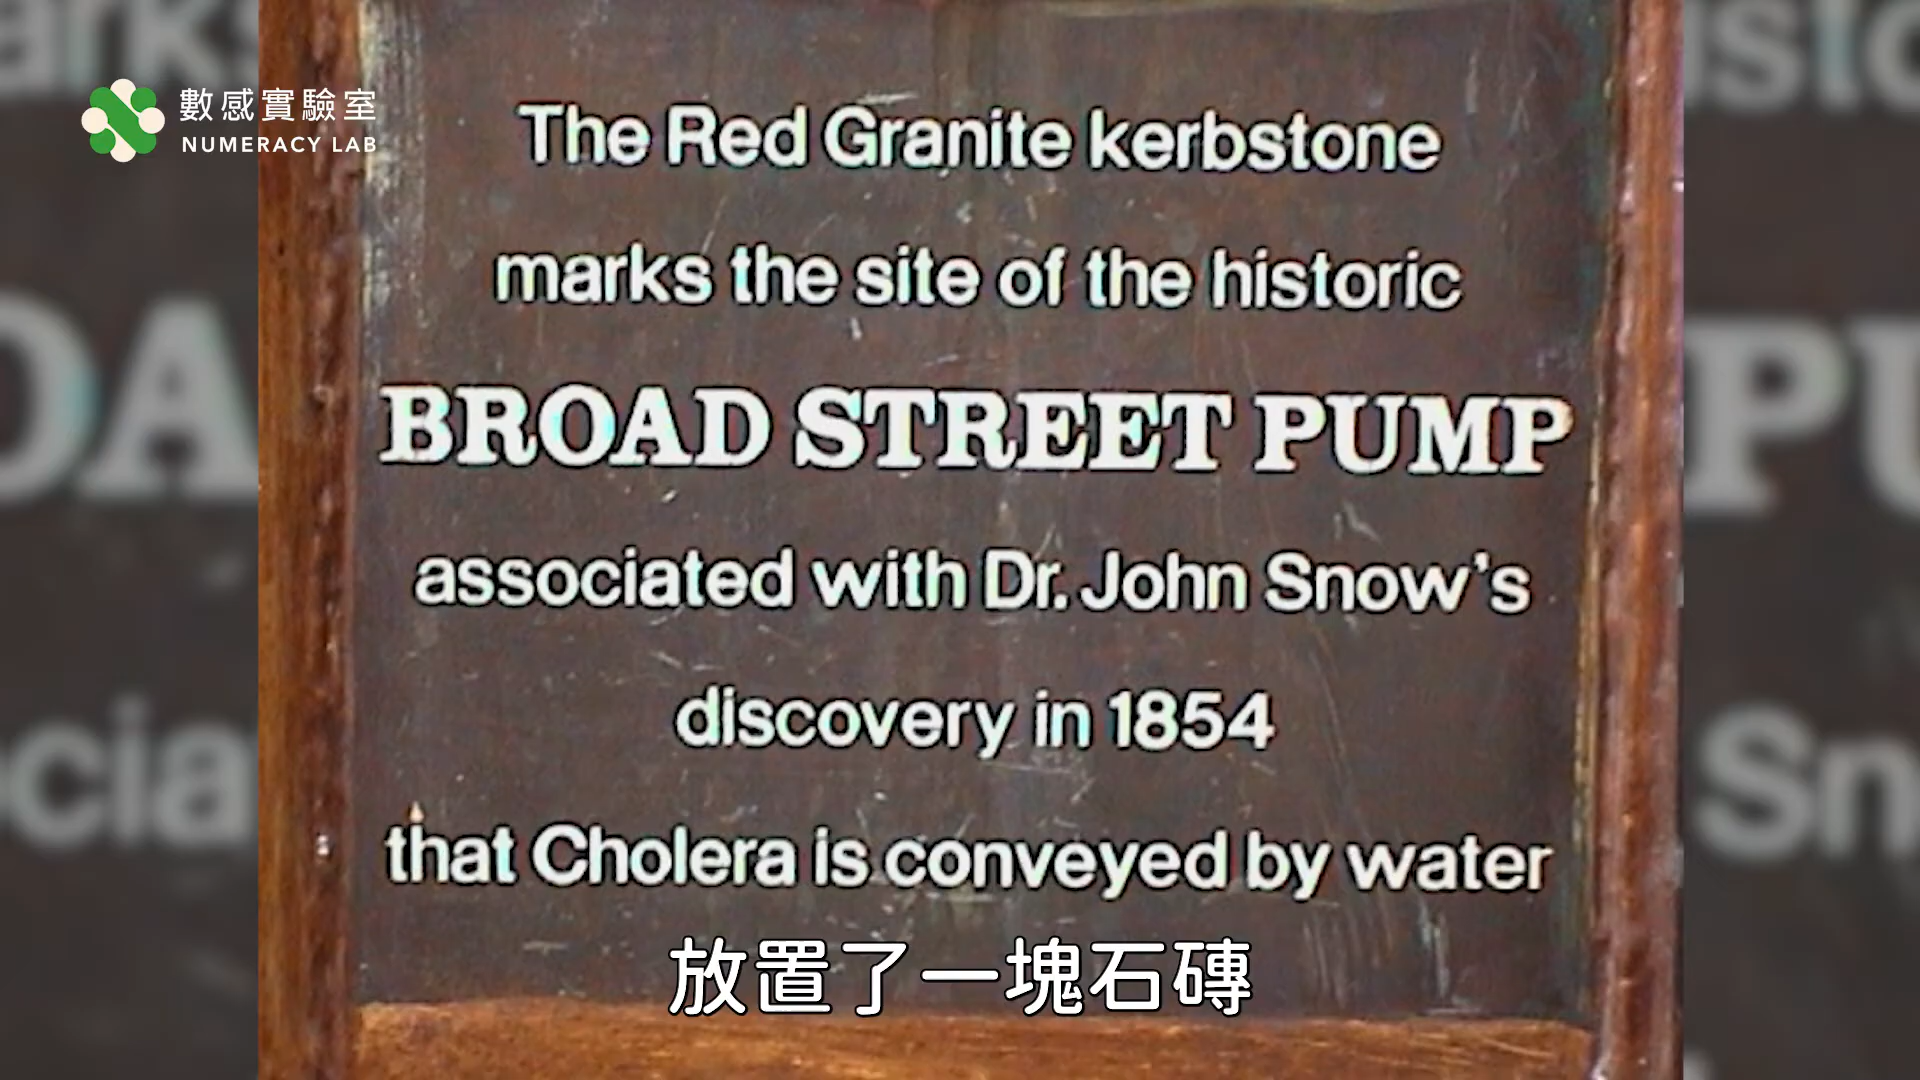 數感實驗室
NUMERACY LAB
The Red Granite kerbstone
marks the site of the historic
BROAD STREET PUMP
associated with Dr. John Snow's
discovery in 1854
that Cholera is conveyed by water
放置了一塊石磚